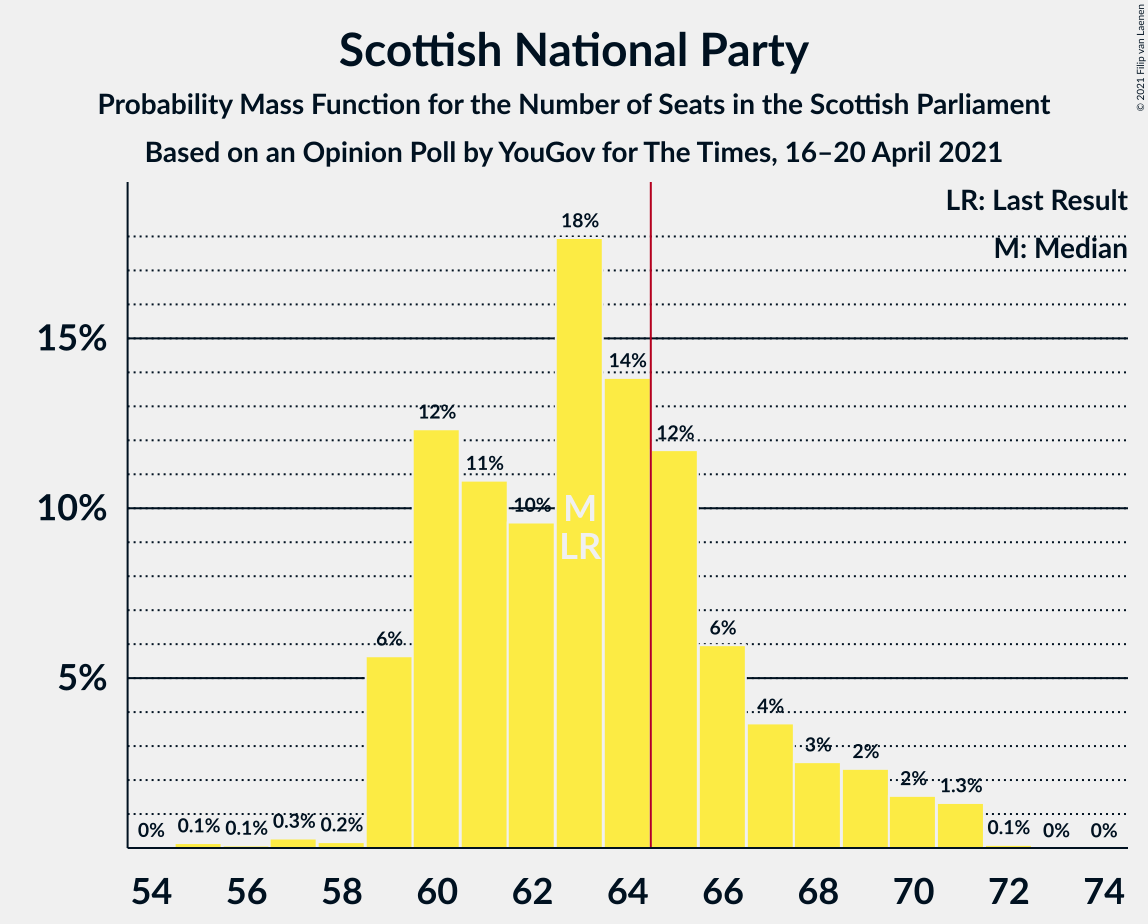 Scottish National Party
Probability Mass Function for the Number of Seats in the Scottish Parliament
Based on an Opinion Poll by YouGov for The Times, 16–20 April 2021
© 2021 Filip van Laenen
LR: Last Result
M: Median
15%
10%
5%
0%
0.1%
0.1%
0.3%
0.2%
6%
12%
11%
10%
18%
14%
12%
6%
4%
3%
2%
2%
1.3%
0.1%
0%
0%
M
LR
54 56 58 60 62 64 66 68 70 72 74